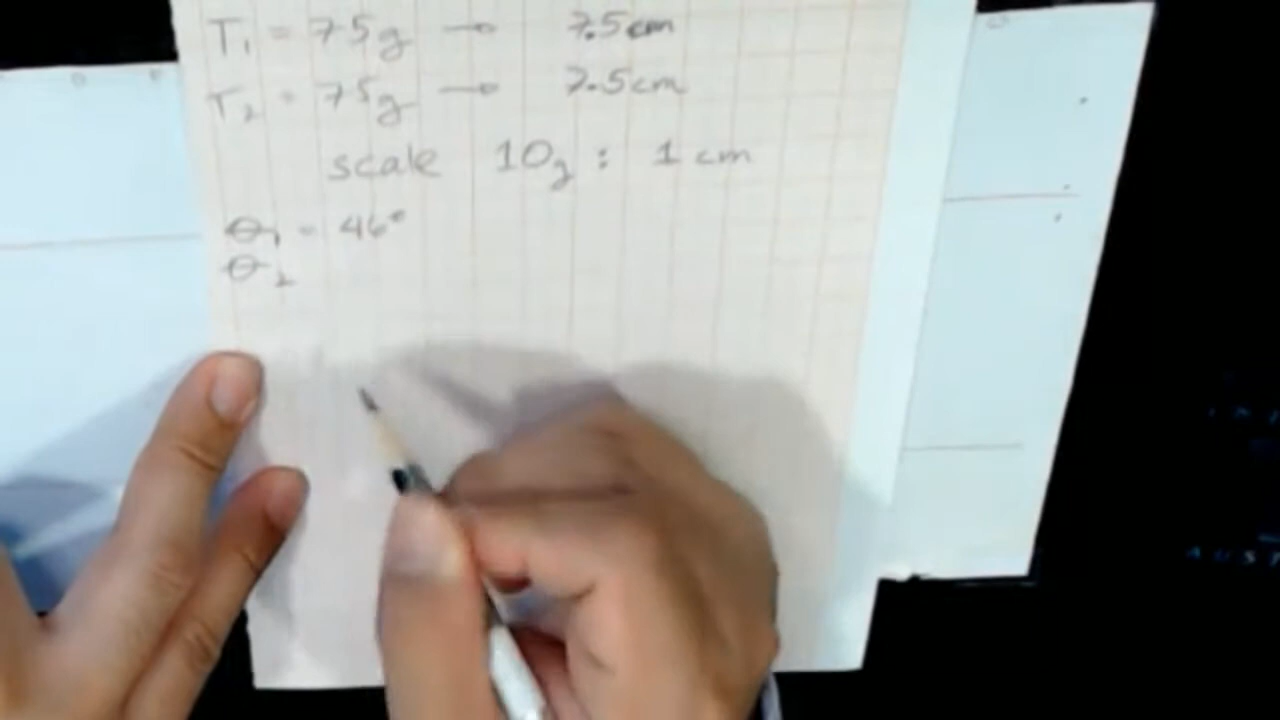 T₁ = 75g → 7.5cm
T₂ = 75g → 7.5cm
scale 10g : 1 cm
θ₁ = 46°
θ₂